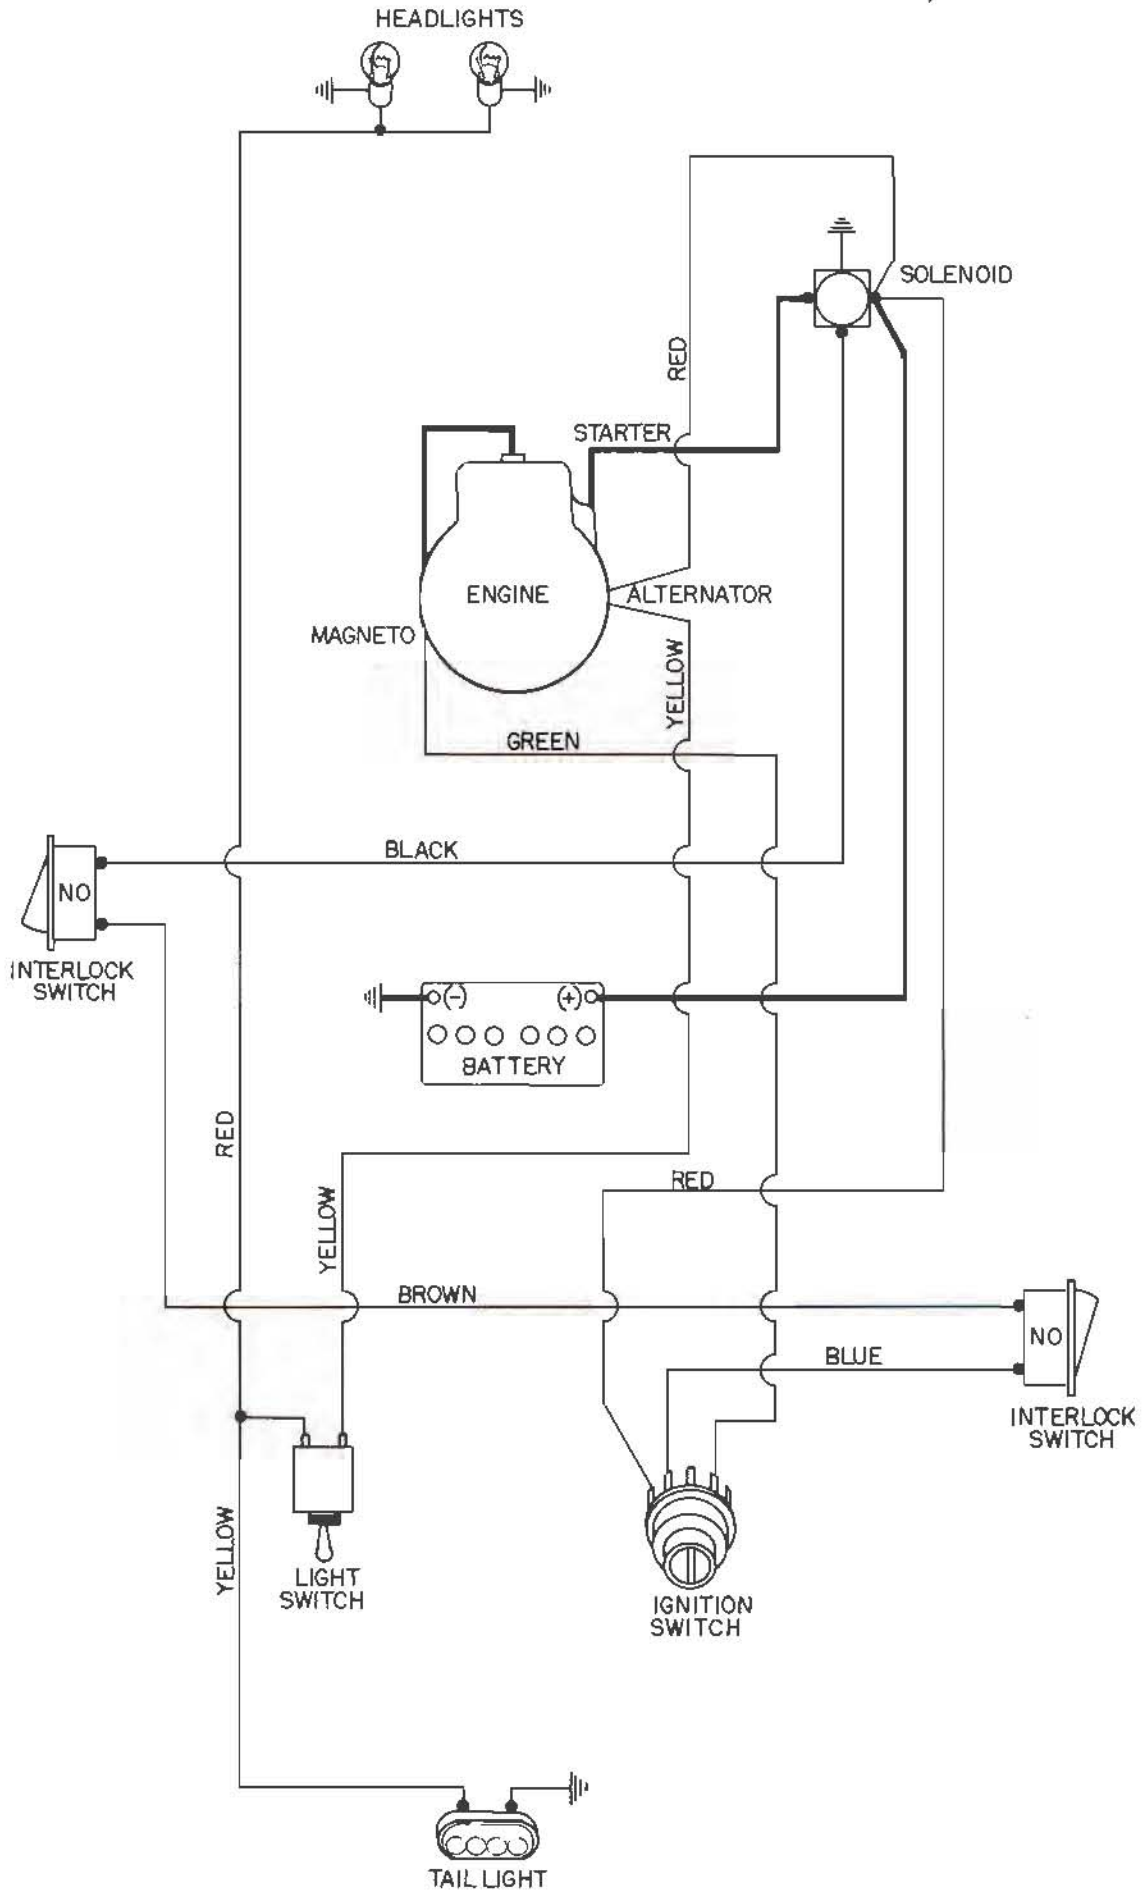 HEADLIGHTS
SOLENOID
RED
STARTER
ENGINE
ALTERNATOR
MAGNETO
YELLOW
GREEN
BLACK
NO
INTERLOCK
SWITCH
(-)
(+)
BATTERY
RED
RED
YELLOW
BROWN
NO
BLUE
INTERLOCK
SWITCH
YELLOW
LIGHT
SWITCH
IGNITION
SWITCH
TAIL LIGHT